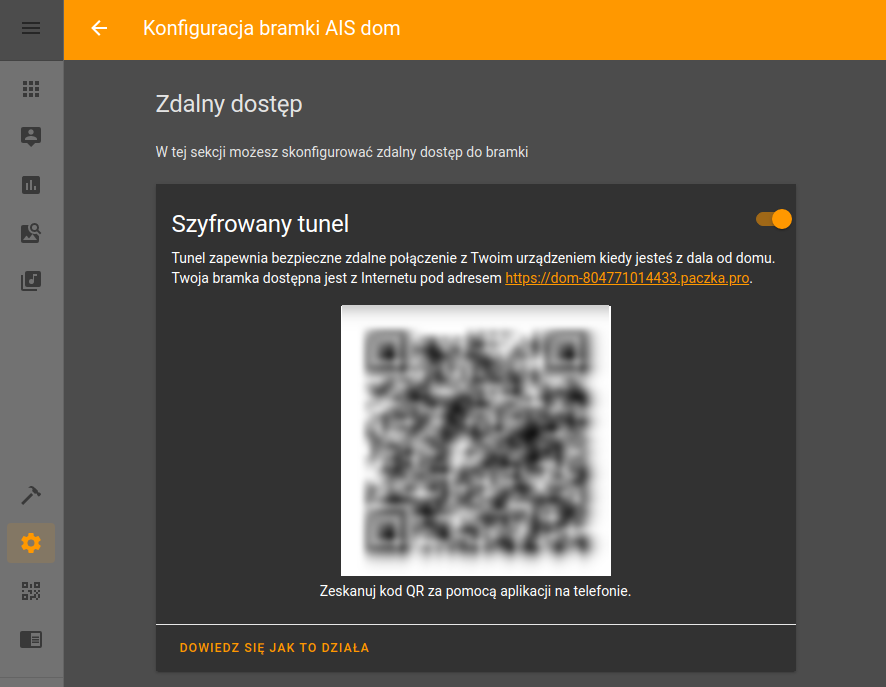 Konfiguracja bramki AIS dom
Zdalny dostęp
W tej sekcji możesz skonfigurować zdalny dostęp do bramki
Szyfrowany tunel
Tunel zapewnia bezpieczne zdalne połączenie z Twoim urządzeniem kiedy jesteś z dala od domu.
Twoja bramka dostępna jest z Internetu pod adresem https://dom-804771014433.paczka.pro.
Zeskanuj kod QR za pomocą aplikacji na telefonie.
DOWIEDZ SIĘ JAK TO DZIAŁA